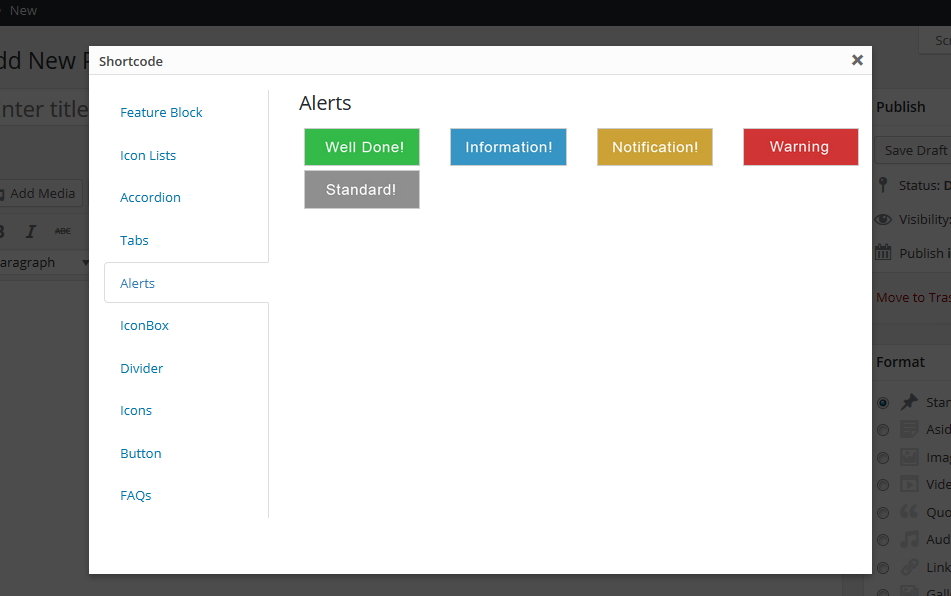 New
dd New P
Shortcode
Feature Block
Icon Lists
Accordion
Tabs
Alerts
IconBox
Divider
Icons
Button
FAQs
Alerts
Well Done!
Information!
Notification!
Warning
Standard!
nter title
Add Media
B I ABC
aragraph
Publish
Save Draft
Status: D
Visibility:
Publish i
Move to Tras
Format
Stan
Asid
Imag
Vide
Quo
Aud
Link
Gal